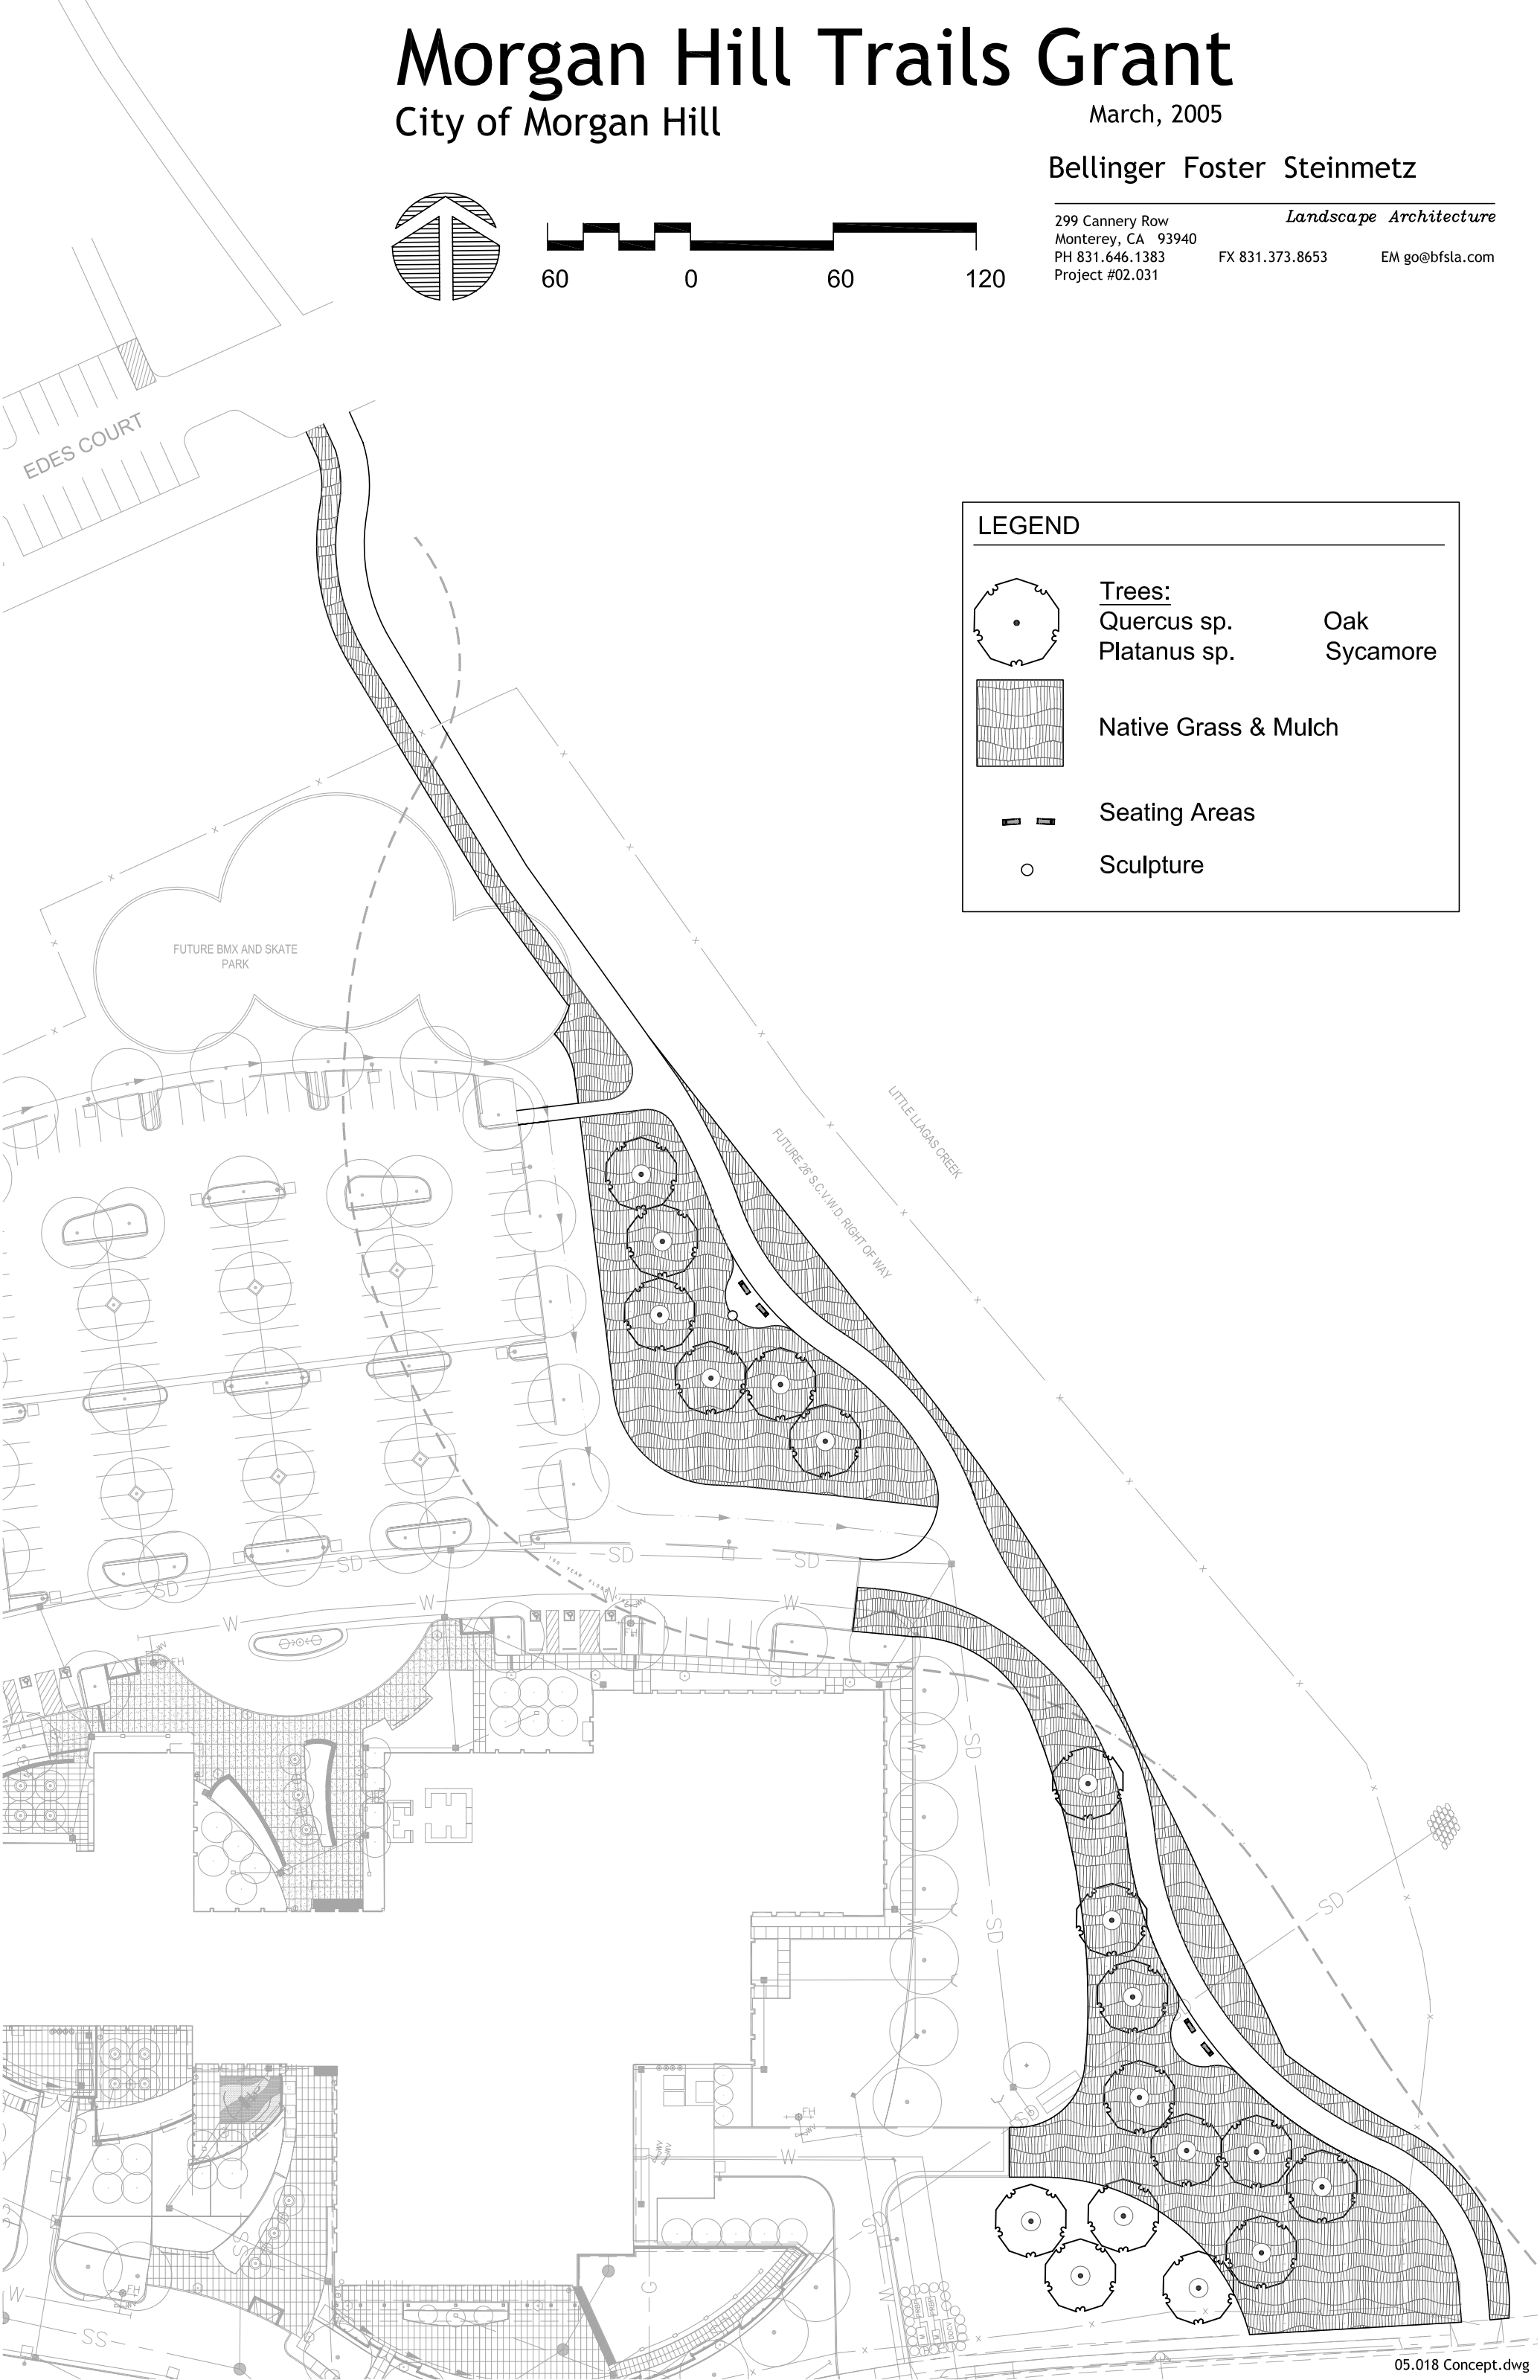 Morgan Hill Trails Grant
City of Morgan Hill
March, 2005
Bellinger Foster Steinmetz
Landscape Architecture
299 Cannery Row
Monterey, CA 93940
PH 831.646.1383 FX 831.373.8653 EM go@bfsla.com
Project #02.031
60 0 60 120
EDES COURT
LEGEND
Trees:
Quercus sp. Oak
Platanus sp. Sycamore
Native Grass & Mulch
Seating Areas
Sculpture
FUTURE BMX AND SKATE
PARK
LITTLE LLAGAS CREEK
FUTURE 26' S.C.V.W.D. RIGHT OF WAY
SD
SD
SD
SD
W
W
W
W
FH
FH
SD
SD
SD
SD
FH
W
SD
W
FH
SS
SS
G
W
05.018 Concept.dwg